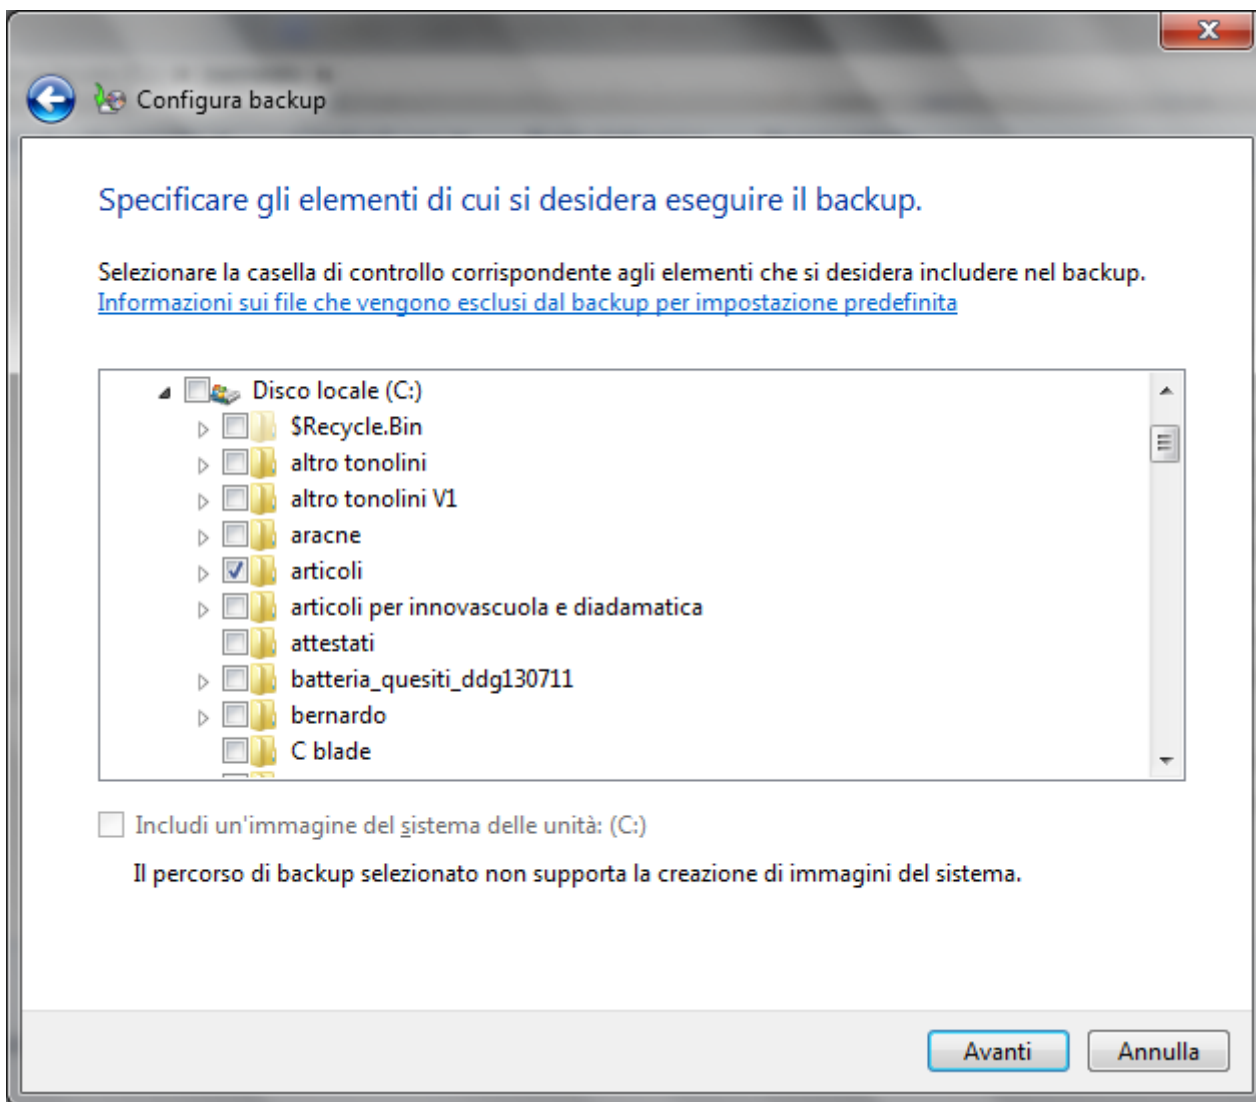 Configura backup
Specificare gli elementi di cui si desidera eseguire il backup.
Selezionare la casella di controllo corrispondente agli elementi che si desidera includere nel backup.
Informazioni sui file che vengono esclusi dal backup per impostazione predefinita
Disco locale (C:)
$Recycle.Bin
altro tonolini
altro tonolini V1
aracne
articoli
articoli per innovascuola e diadamatica
attestati
batteria_quesiti_ddg130711
bernardo
C blade
Includi un'immagine del sistema delle unità: (C:)
Il percorso di backup selezionato non supporta la creazione di immagini del sistema.
Avanti
Annulla